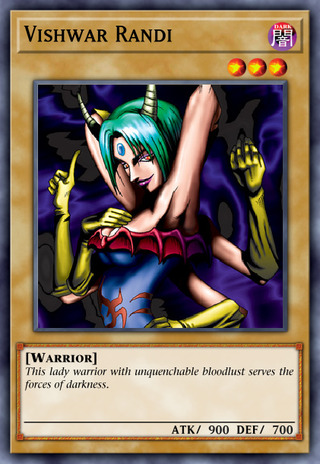 Vishwar Randi
DARK
闇
[Warrior]
This lady warrior with unquenchable bloodlust serves the
forces of darkness.
ATK/ 900 DEF/ 700